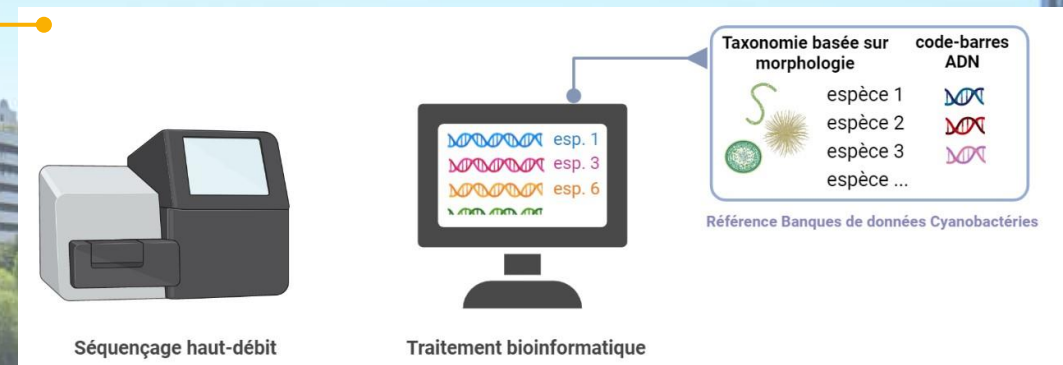 Taxonomie basée sur morphologie
code-barres ADN
espèce 1
espèce 2
espèce 3
espèce ...
esp. 1
esp. 3
esp. 6
Référence Banques de données Cyanobactéries
Séquençage haut-débit
Traitement bioinformatique